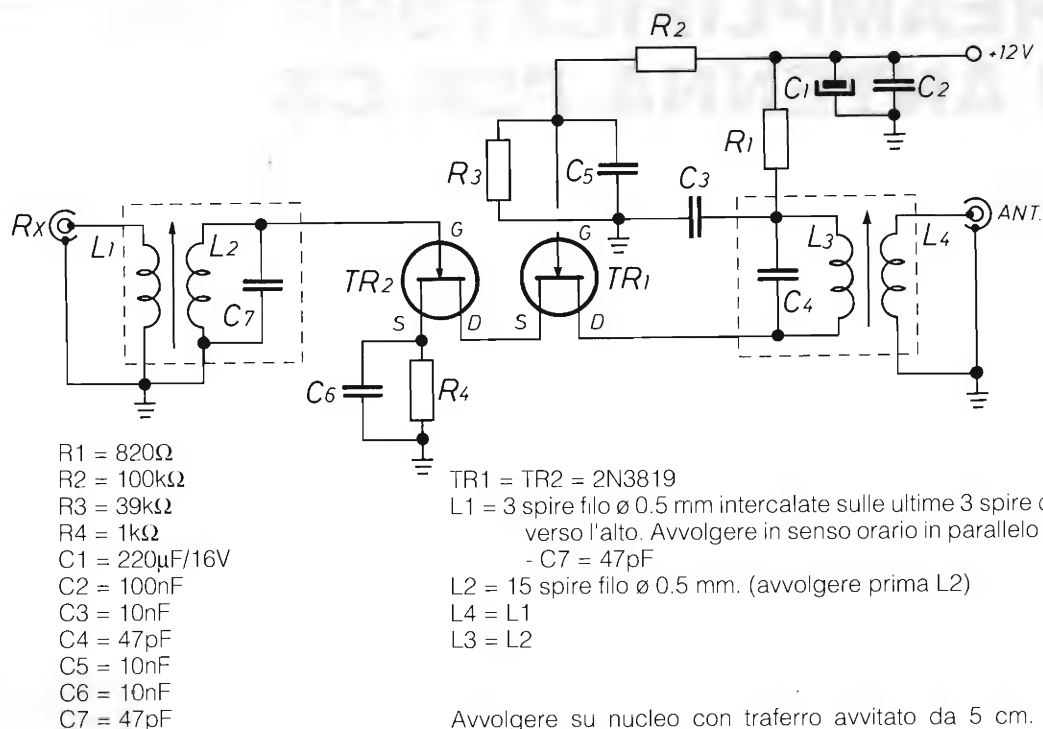 R2
+12V
C1
C2
R1
R3
C5
C3
Rx
L1
L2
C7
G
TR2
S
D
G
TR1
S
D
L3
C4
L4
ANT.
C6
R4
R1 = 820Ω
R2 = 100kΩ
R3 = 39kΩ
R4 = 1kΩ
C1 = 220µF/16V
C2 = 100nF
C3 = 10nF
C4 = 47pF
C5 = 10nF
C6 = 10nF
C7 = 47pF
TR1 = TR2 = 2N3819
L1 = 3 spire filo ø 0.5 mm intercalate sulle ultime 3 spire
verso l'alto. Avvolgere in senso orario in parallelo
- C7 = 47pF
L2 = 15 spire filo ø 0.5 mm. (avvolgere prima L2)
L4 = L1
L3 = L2
Avvolgere su nucleo con traferro avvitato da 5 cm.